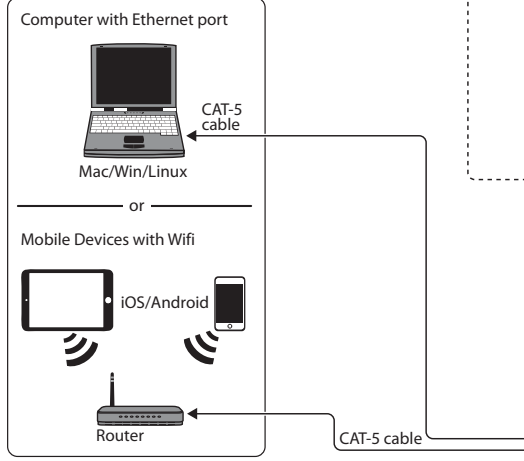 Computer with Ethernet port
CAT-5
cable
Mac/Win/Linux
or
Mobile Devices with Wifi
iOS/Android
Router
CAT-5 cable